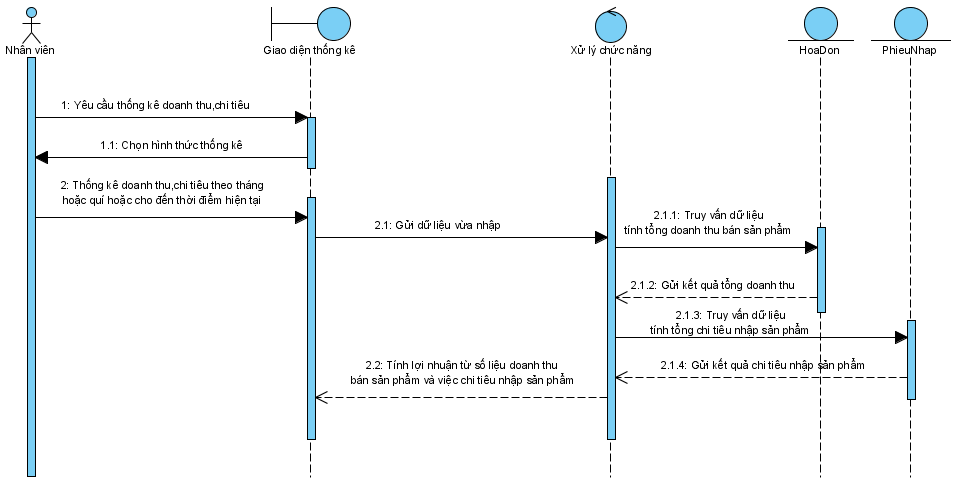 Nhân viên
Giao diện thống kê
Xử lý chức năng
HoaDon
PhieuNhap
1: Yêu cầu thống kê doanh thu,chi tiêu
1.1: Chọn hình thức thống kê
2: Thống kê doanh thu,chi tiêu theo tháng
hoặc quí hoặc cho đến thời điểm hiện tại
2.1: Gửi dữ liệu vừa nhập
2.1.1: Truy vấn dữ liệu
tính tổng doanh thu bán sản phẩm
2.1.2: Gửi kết quả tổng doanh thu
2.1.3: Truy vấn dữ liệu
tính tổng chi tiêu nhập sản phẩm
2.1.4: Gửi kết quả chi tiêu nhập sản phẩm
2.2: Tính lợi nhuận từ số liệu doanh thu
bán sản phẩm và việc chi tiêu nhập sản phẩm